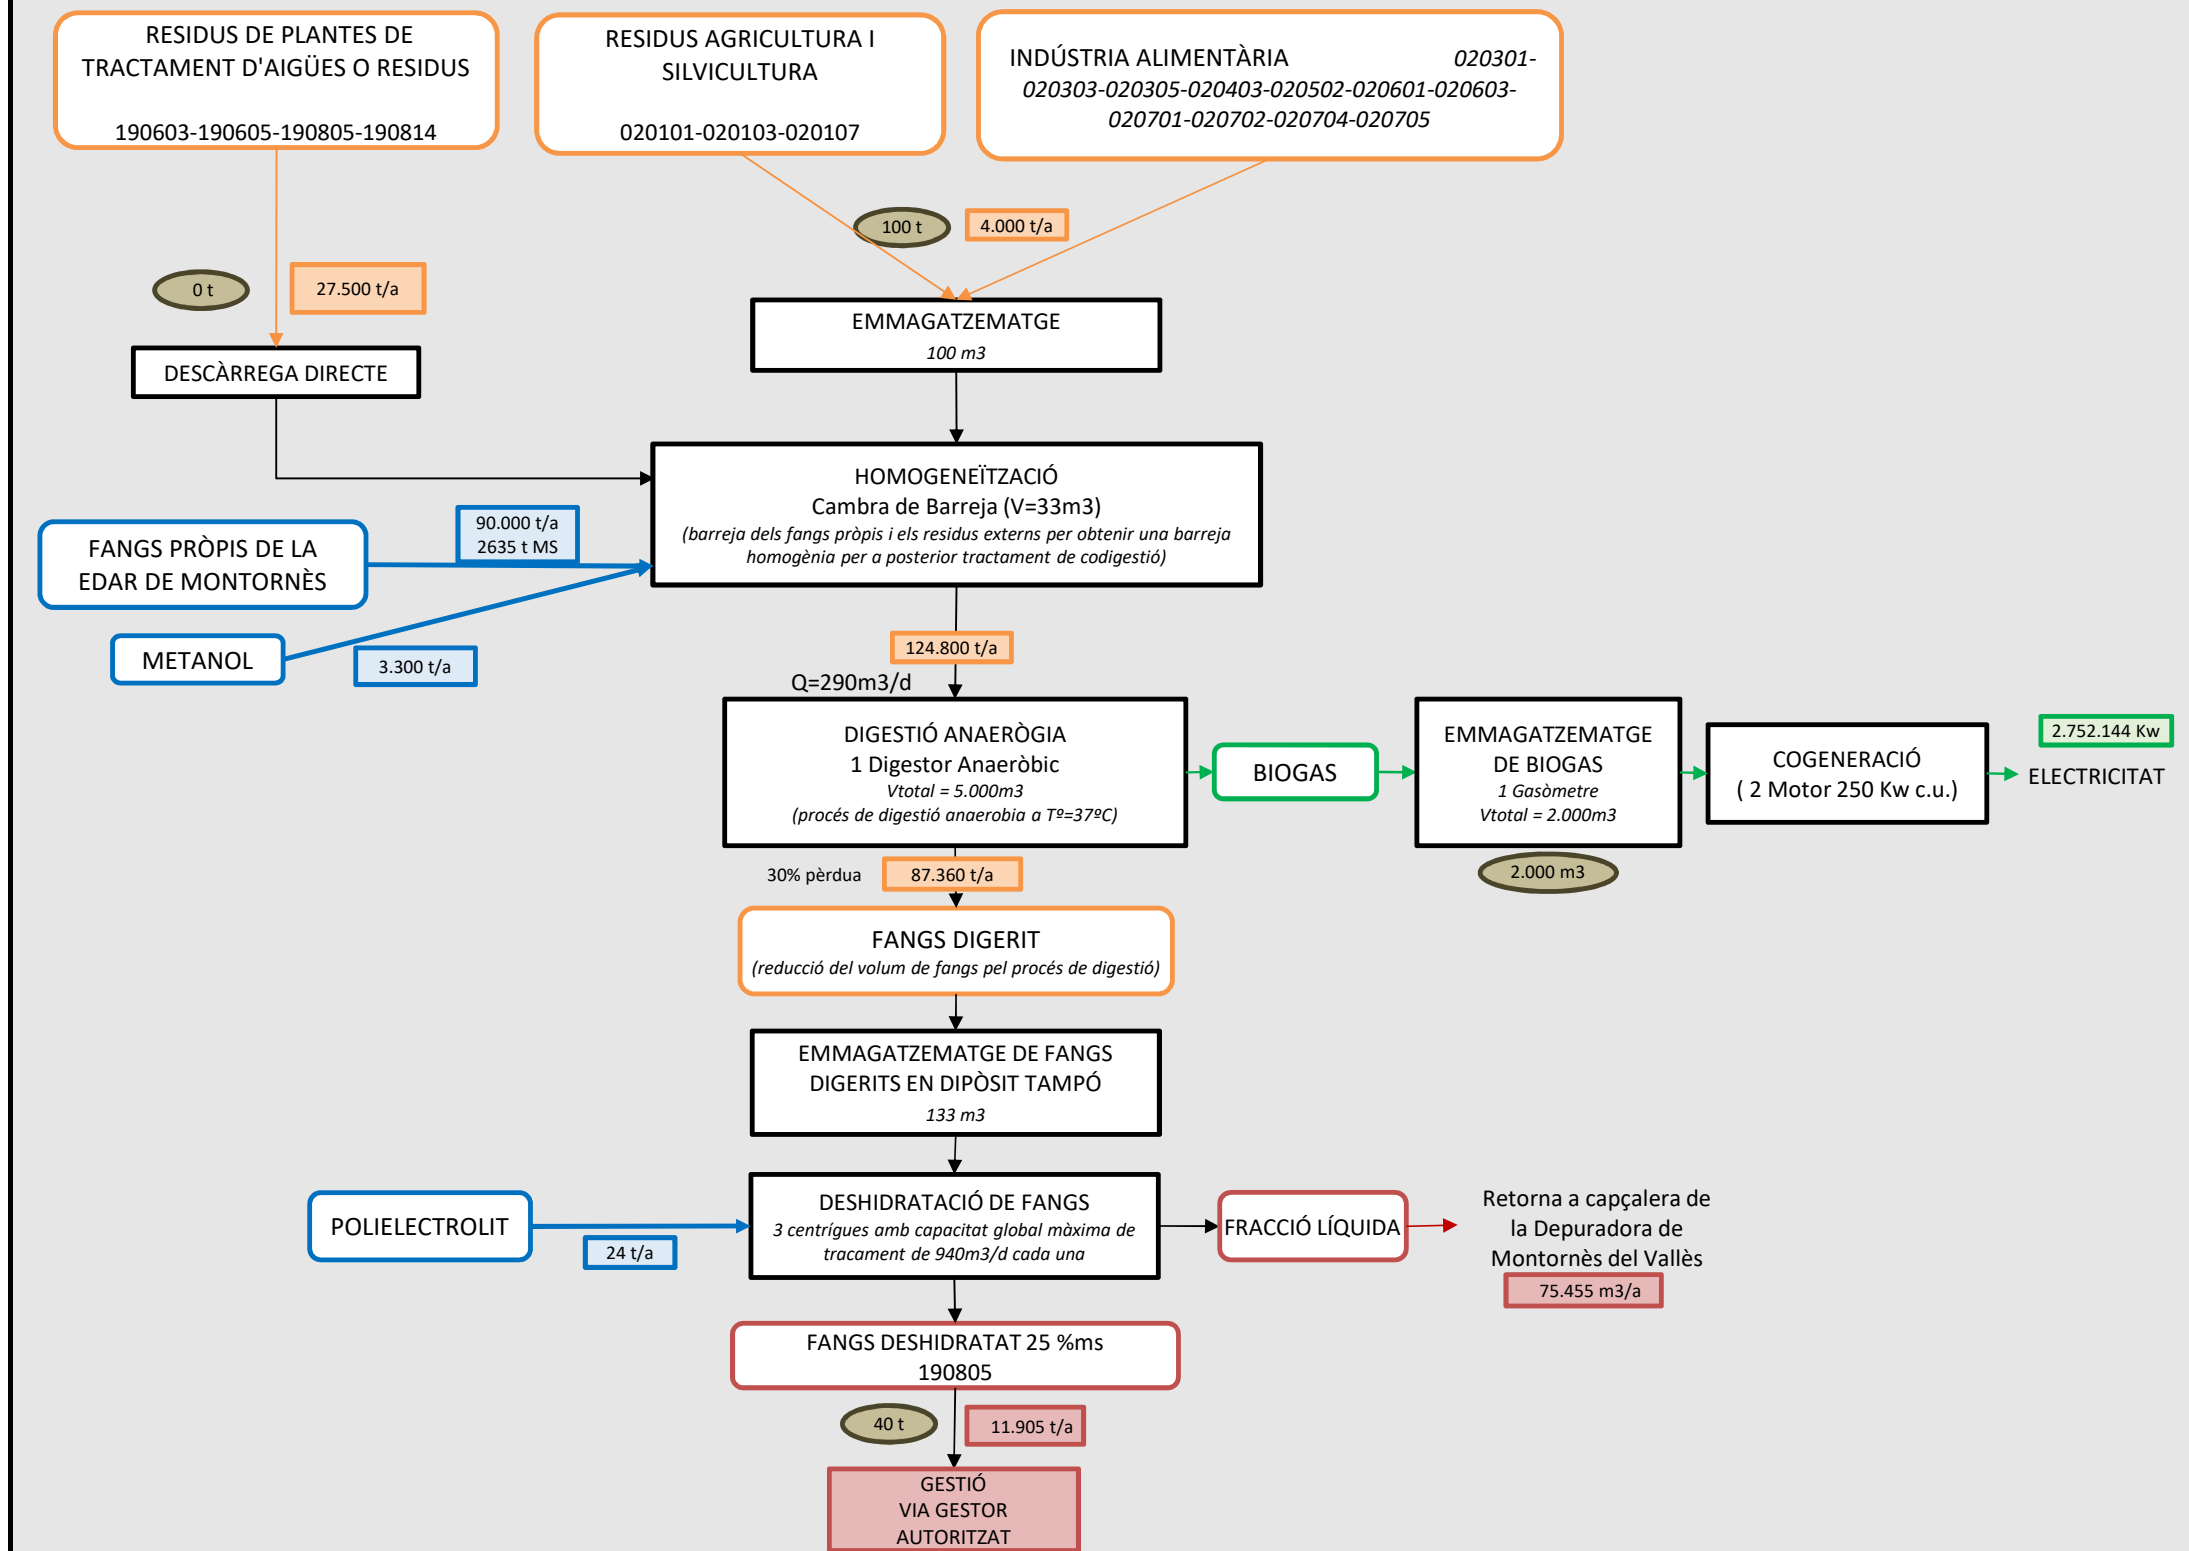 RESIDUS DE PLANTES DE
TRACTAMENT D'AIGÜES O RESIDUS
190603-190605-190805-190814
RESIDUS AGRICULTURA I
SILVICULTURA
020101-020103-020107
INDÚSTRIA ALIMENTÀRIA 020301-
020303-020305-020403-020502-020601-020603-
020701-020702-020704-020705
100 t
4.000 t/a
0 t
27.500 t/a
EMMAGATZEMATGE
100 m3
DESCÀRREGA DIRECTE
HOMOGENEÏTZACIÓ
Cambra de Barreja (V=33m3)
(barreja dels fangs pròpis i els residus externs per obtenir una barreja
homogènia per a posterior tractament de codigestió)
90.000 t/a
2635 t MS
FANGS PRÒPIS DE LA
EDAR DE MONTORNÈS
METANOL
3.300 t/a
124.800 t/a
Q=290m3/d
DIGESTIÓ ANAERÒGIA
1 Digestor Anaeròbic
Vtotal = 5.000m3
(procés de digestió anaerobia a Tº=37ºC)
BIOGAS
EMMAGATZEMATGE
DE BIOGAS
1 Gasòmetre
Vtotal = 2.000m3
COGENERACIÓ
( 2 Motor 250 Kw c.u.)
2.752.144 Kw
ELECTRICITAT
2.000 m3
30% pèrdua
87.360 t/a
FANGS DIGERIT
(reducció del volum de fangs pel procés de digestió)
EMMAGATZEMATGE DE FANGS
DIGERITS EN DIPÒSIT TAMPÓ
133 m3
POLIELECTROLIT
24 t/a
DESHIDRATACIÓ DE FANGS
3 centrígues amb capacitat global màxima de
tracament de 940m3/d cada una
FRACCIÓ LÍQUIDA
Retorna a capçalera de
la Depuradora de
Montornès del Vallès
75.455 m3/a
FANGS DESHIDRATAT 25 %ms
190805
40 t
11.905 t/a
GESTIÓ
VIA GESTOR
AUTORITZAT